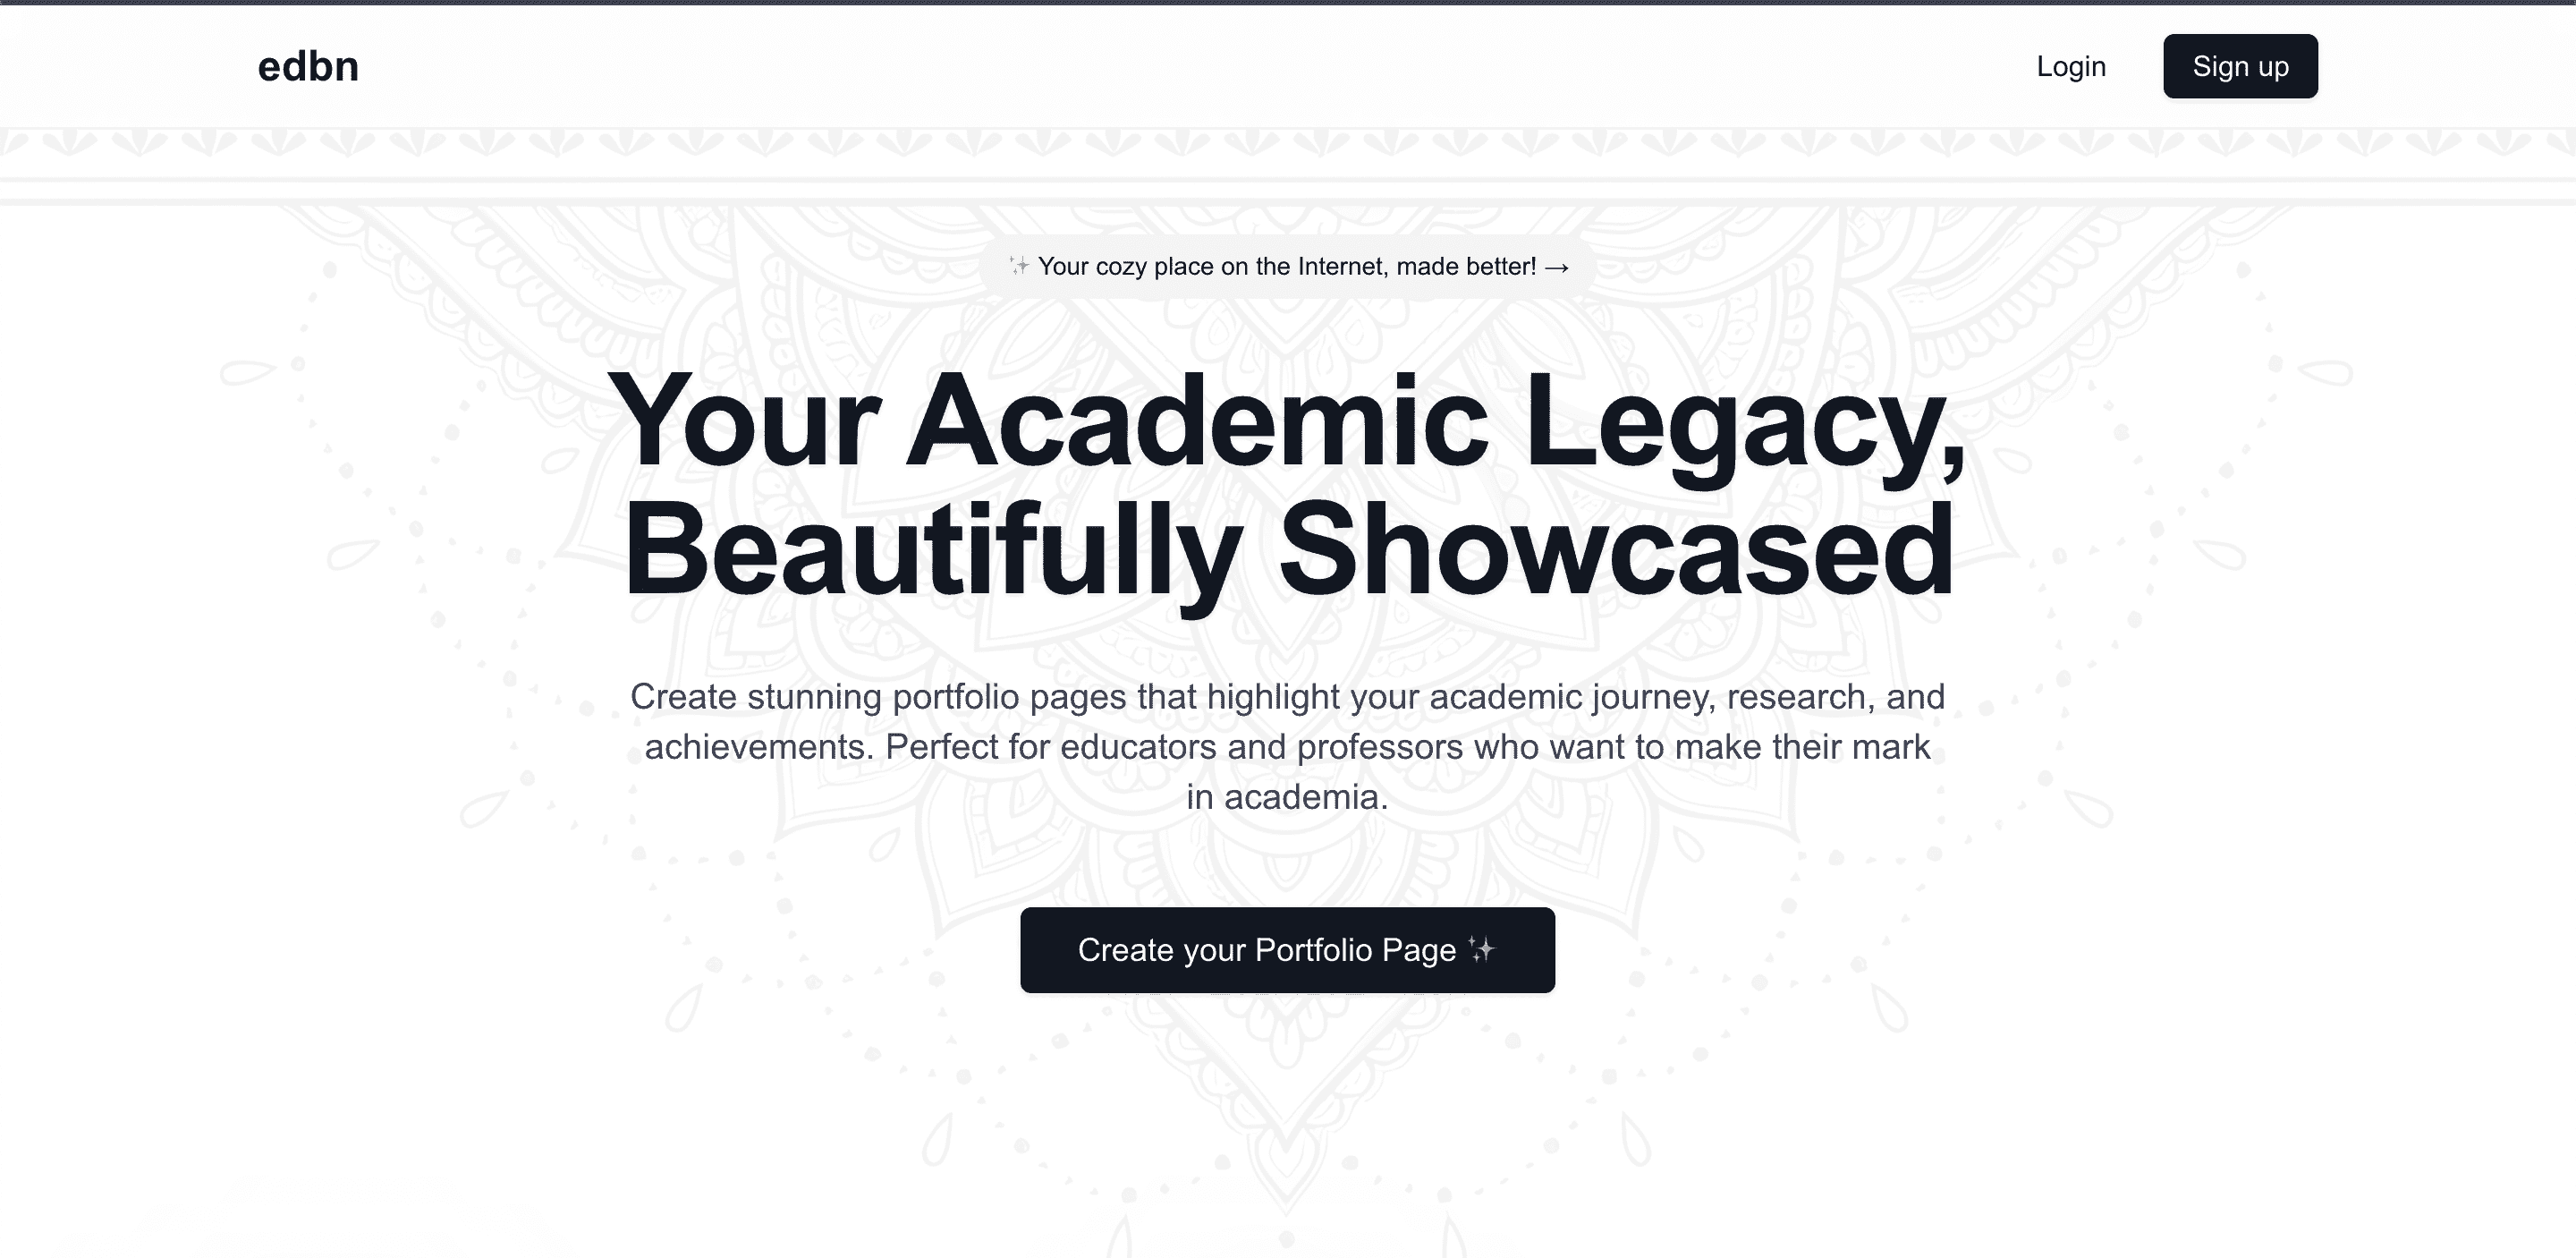 edbn
Login
Sign up
✨ Your cozy place on the Internet, made better! →
Your Academic Legacy,
Beautifully Showcased
Create stunning portfolio pages that highlight your academic journey, research, and
achievements. Perfect for educators and professors who want to make their mark
in academia.
Create your Portfolio Page ✨